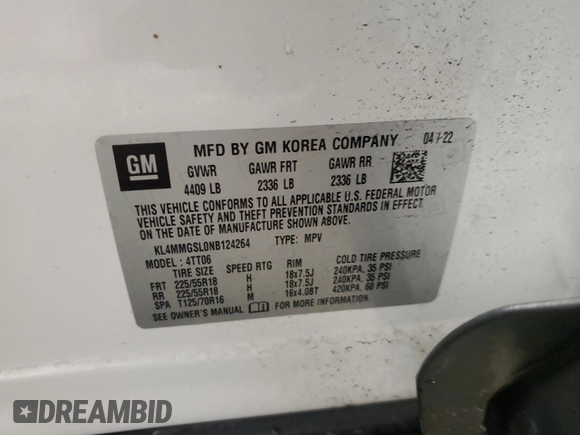 GM
MFD BY GM KOREA COMPANY 04/22
GVWR GAWR FRT GAWR RR
4409 LB 2336 LB 2336 LB
THIS VEHICLE CONFORMS TO ALL APPLICABLE U.S. FEDERAL MOTOR
VEHICLE SAFETY AND THEFT PREVENTION STANDARDS IN EFFECT
ON THE DATE OF MANUFACTURE SHOWN ABOVE.
KL4MMGSL0NB124264 TYPE: MPV
MODEL: 4TT06
TIRE SIZE SPEED RTG RIM COLD TIRE PRESSURE
FRT 225/55R18 H 18x7.5J 240KPA, 35 PSI
RR 225/55R18 H 18x7.5J 240KPA, 35 PSI
SPA T125/70R16 M 16x4.0BT 420KPA, 60 PSI
SEE OWNER'S MANUAL FOR MORE INFORMATION.
DREAMBID